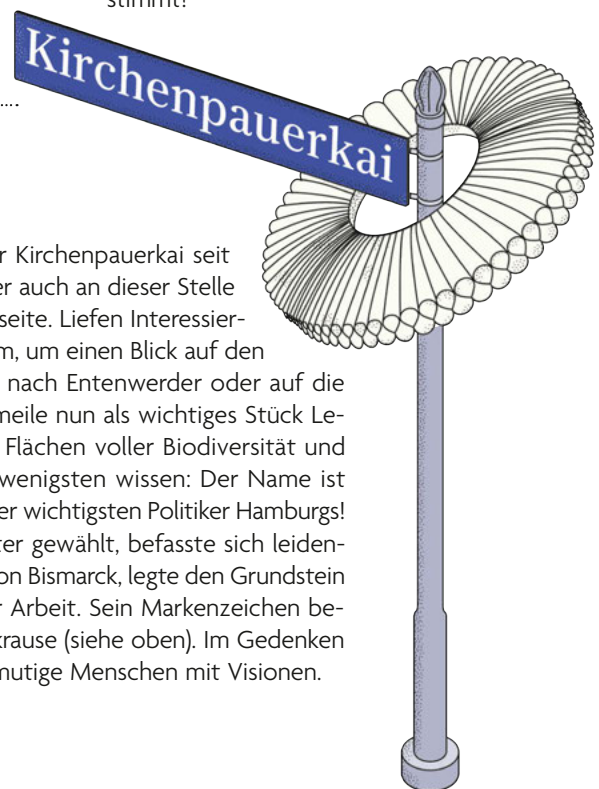 stimmt!
Kirchenpauerkai
....
r Kirchenpauerkai seit
er auch an dieser Stelle
seite. Liefen Interessier-
m, um einen Blick auf den
nach Entenwerder oder auf die
meile nun als wichtiges Stück Le-
Flächen voller Biodiversität und
wenigsten wissen: Der Name ist
er wichtigsten Politiker Hamburgs!
ter gewählt, befasste sich leiden-
on Bismarck, legte den Grundstein
r Arbeit. Sein Markenzeichen be-
krause (siehe oben). Im Gedenken
mutige Menschen mit Visionen.